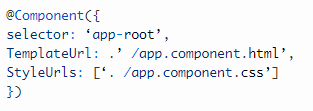 @Component({
selector: ‘app-root’,
TemplateUrl: .’ /app.component.html’,
StyleUrls: [‘. /app.component.css’]
})